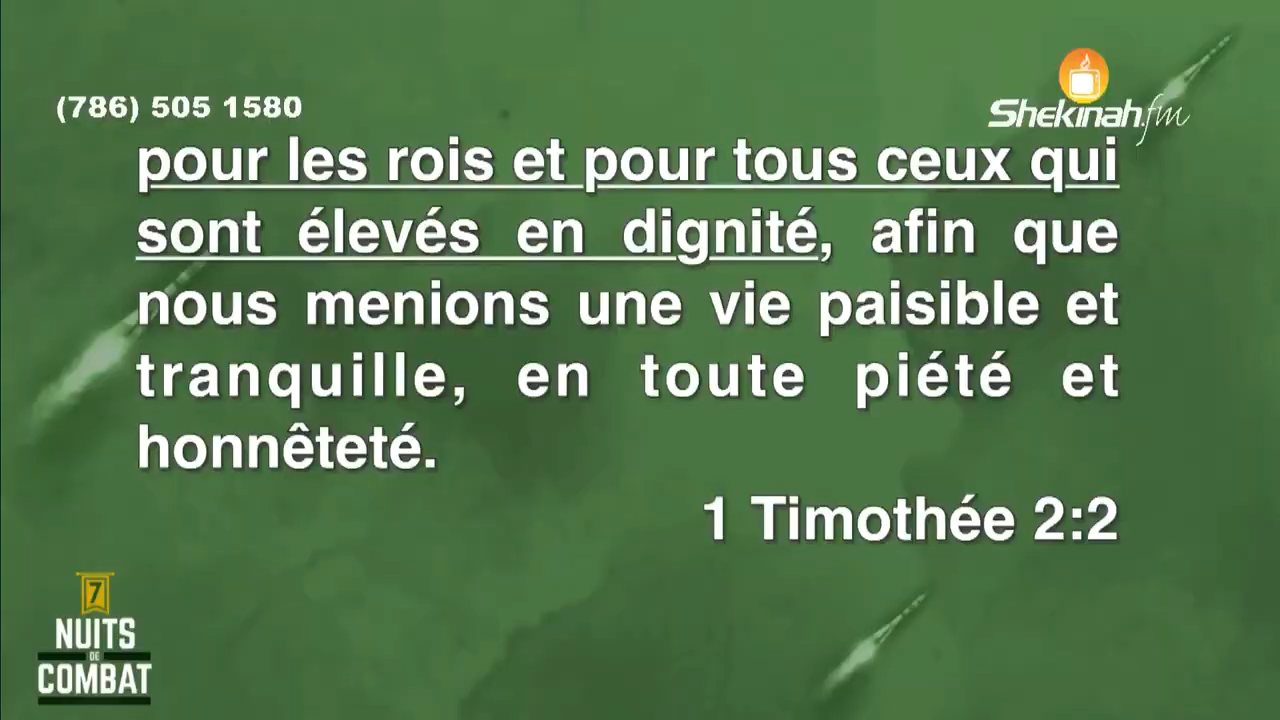 (786) 505 1580
Shekinah.fm
pour les rois et pour tous ceux qui
sont élevés en dignité, afin que
nous menions une vie paisible et
tranquille, en toute piété et
honnêteté.
1 Timothée 2:2
7
NUITS
DE
COMBAT